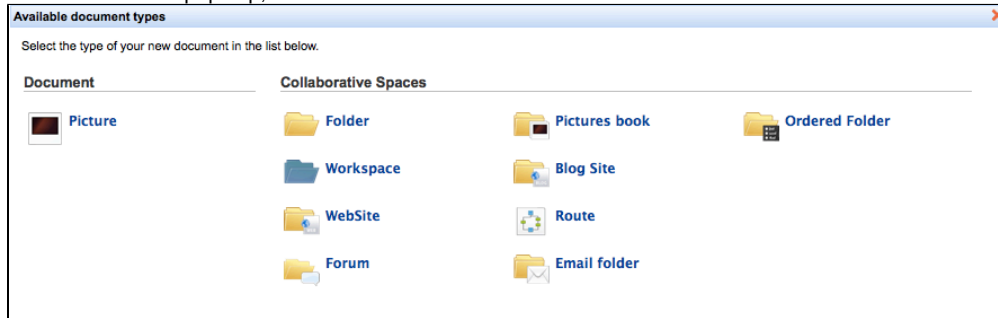 Available document types
Select the type of your new document in the list below.
Document Collaborative Spaces
Picture Folder Pictures book Ordered Folder
Workspace Blog Site
WebSite Route
Forum Email folder